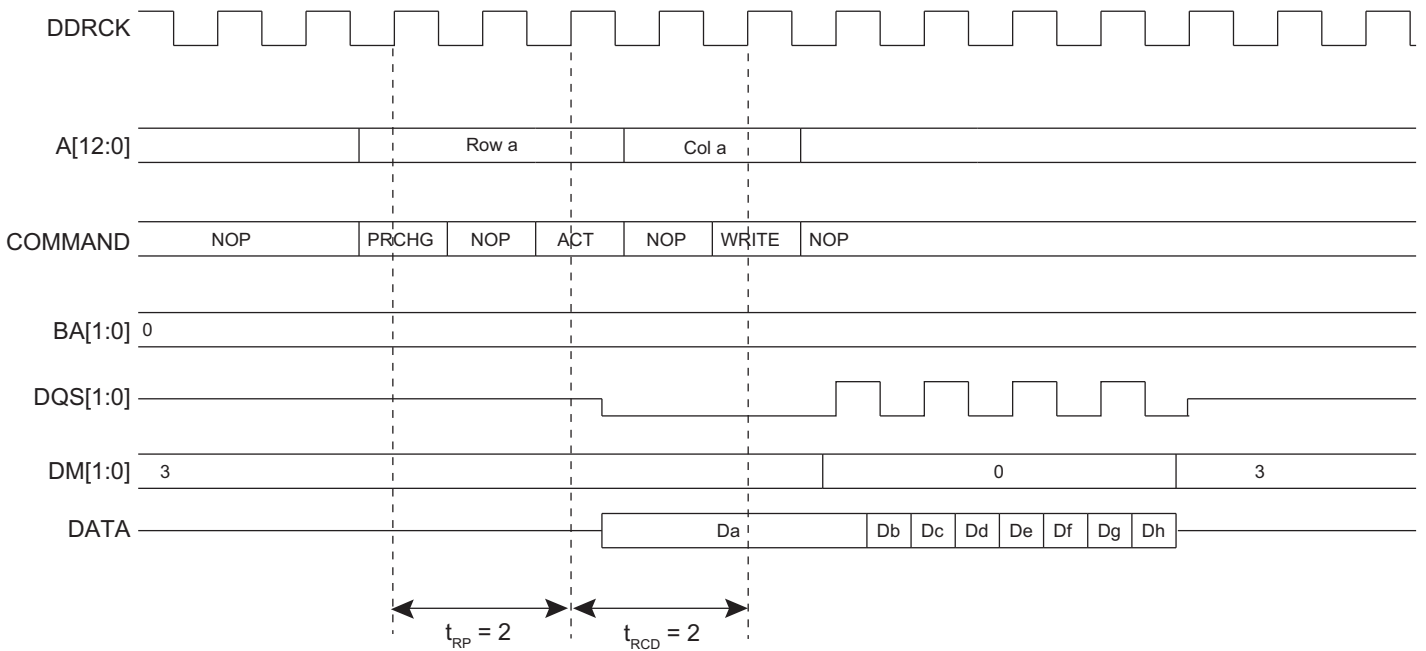 DDRCK
A[12:0] Row a Col a
COMMAND NOP PRCHG NOP ACT NOP WRITE NOP
BA[1:0] 0
DQS[1:0]
DM[1:0] 3 0 3
DATA Da Db Dc Dd De Df Dg Dh
tRP = 2 tRCD = 2